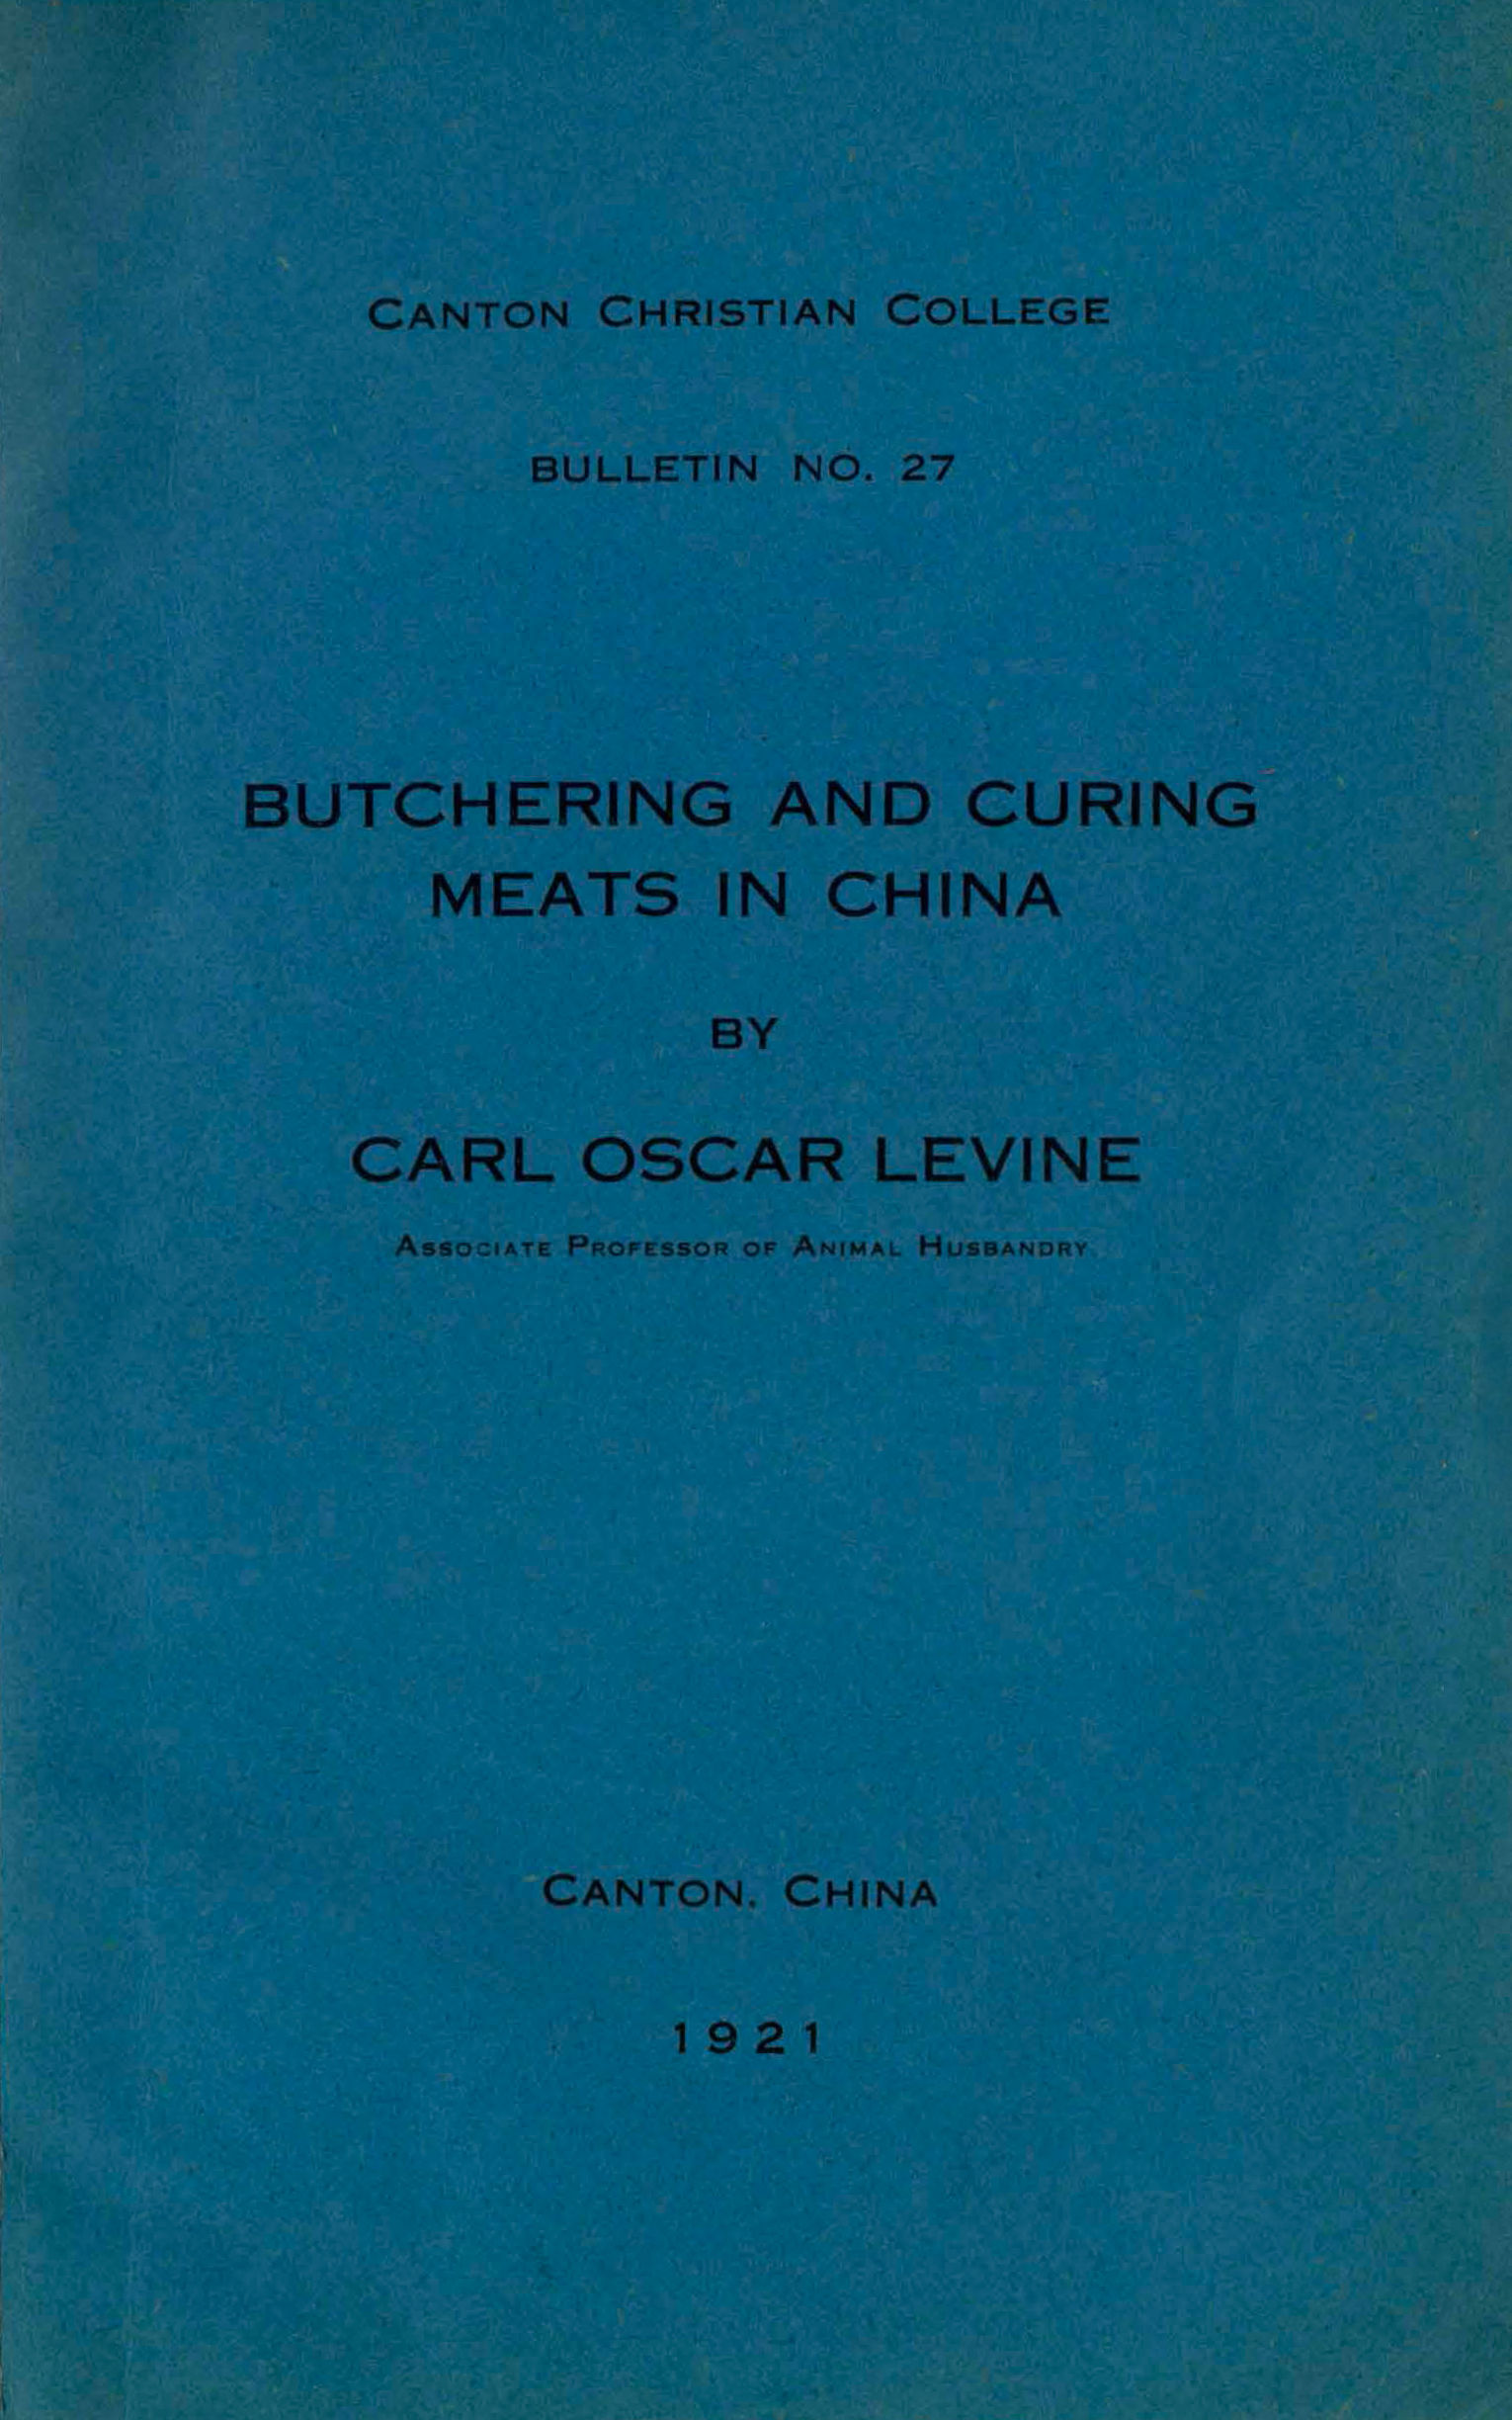 CANTON CHRISTIAN COLLEGE
BULLETIN NO. 27
BUTCHERING AND CURING
MEATS IN CHINA
BY
CARL OSCAR LEVINE
ASSOCIATE PROFESSOR OF ANIMAL HUSBANDRY
CANTON. CHINA
1921